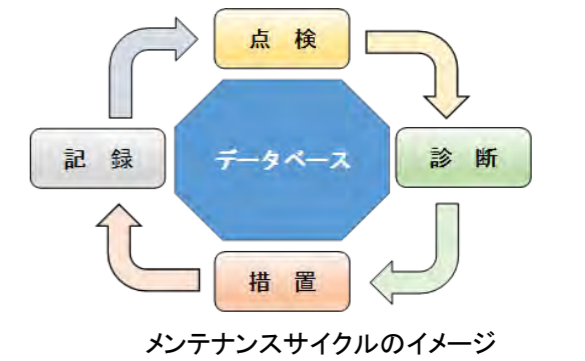 点 検
記 録
データベース
診 断
措 置
メンテナンスサイクルのイメージ